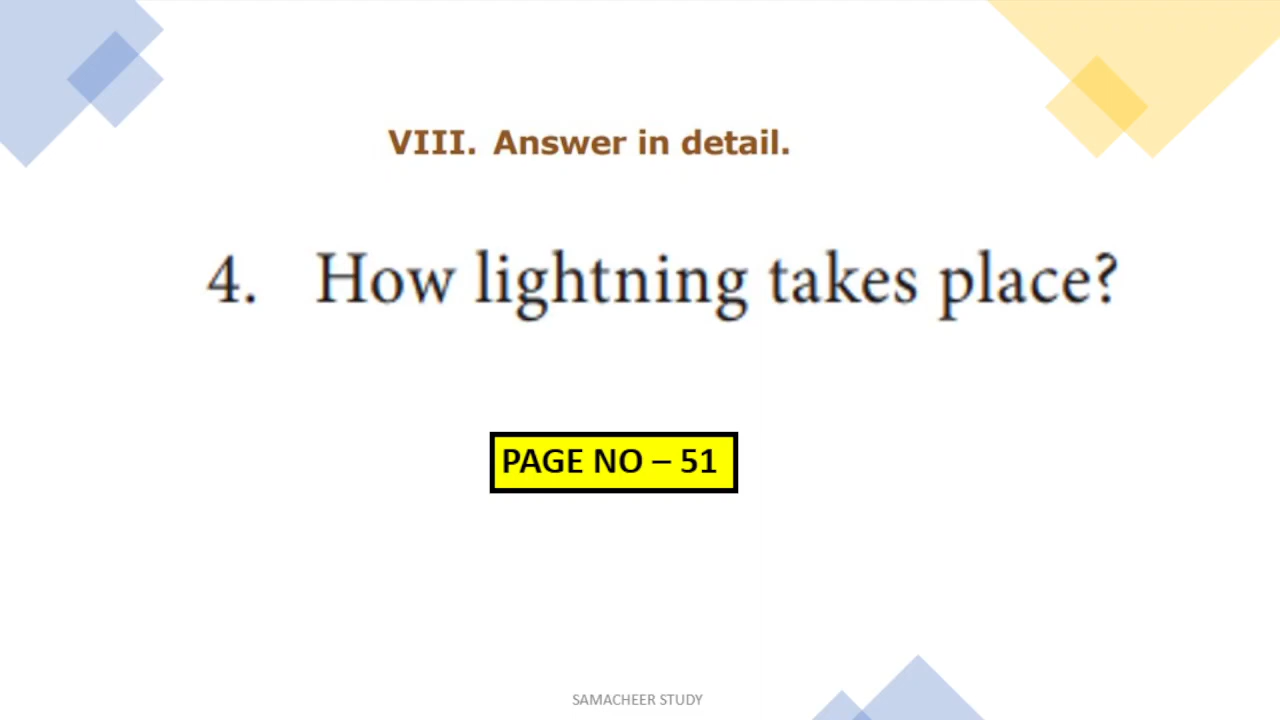 VIII. Answer in detail.
4. How lightning takes place?
PAGE NO – 51
SAMACHEER STUDY